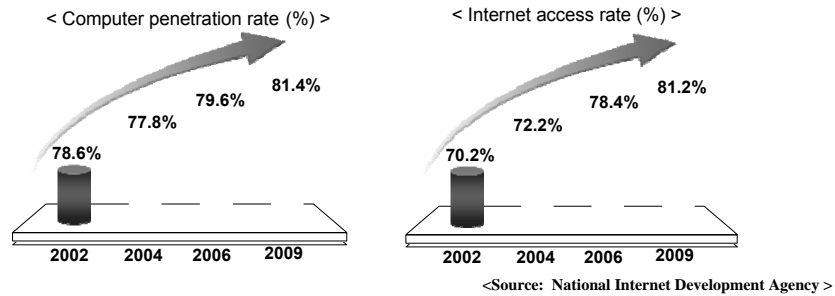 < Computer penetration rate (%) >
81.4%
79.6%
77.8%
78.6%
2002 2004 2006 2009
< Internet access rate (%) >
81.2%
78.4%
72.2%
70.2%
2002 2004 2006 2009
<Source: National Internet Development Agency >